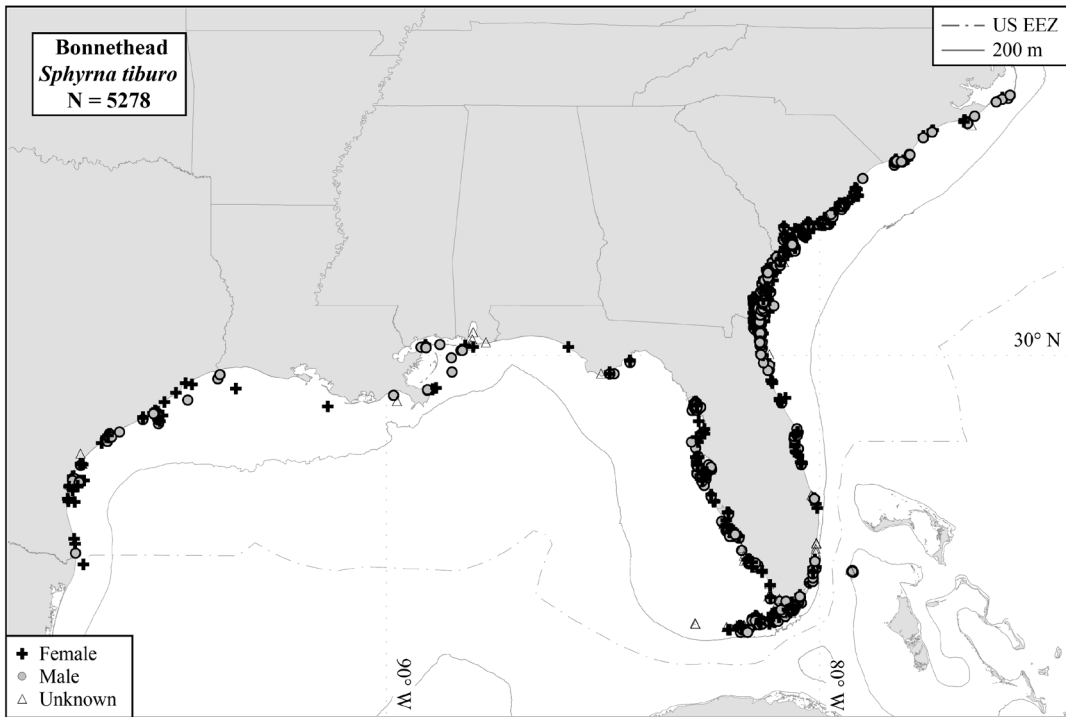 Bonnethead
Sphyrna tiburo
N = 5278
US EEZ
200 m
30° N
90° W
80° W
Female
Male
Unknown